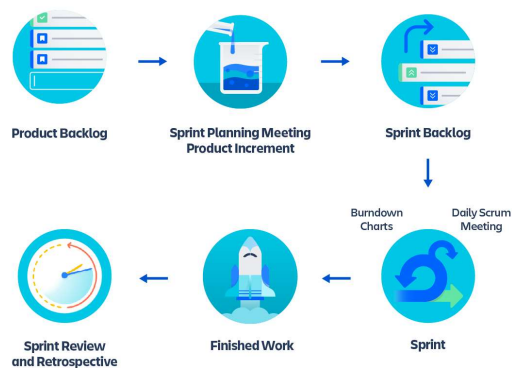 Product Backlog
Sprint Planning Meeting
Product Increment
Sprint Backlog
Burndown
Charts
Daily Scrum
Meeting
Sprint
Finished Work
Sprint Review
and Retrospective